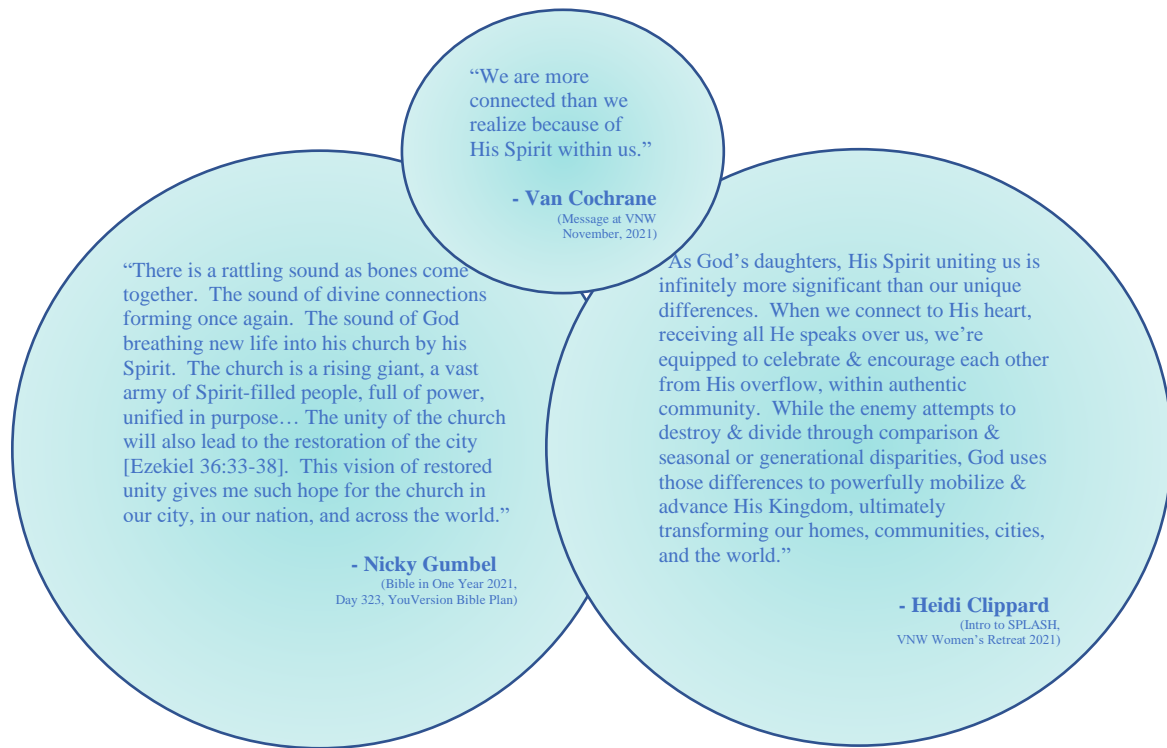 “We are more
connected than we
realize because of
His Spirit within us.”
- Van Cochrane
(Message at VNW
November, 2021)
“There is a rattling sound as bones come
together.  The sound of divine connections
forming once again.  The sound of God
breathing new life into his church by his
Spirit.  The church is a rising giant, a vast
army of Spirit-filled people, full of power,
unified in purpose… The unity of the church
will also lead to the restoration of the city
[Ezekiel 36:33-38].  This vision of restored
unity gives me such hope for the church in
our city, in our nation, and across the world.”
- Nicky Gumbel
(Bible in One Year 2021,
Day 323, YouVersion Bible Plan)
As God’s daughters, His Spirit uniting us is
infinitely more significant than our unique
differences.  When we connect to His heart,
receiving all He speaks over us, we’re
equipped to celebrate & encourage each other
from His overflow, within authentic
community.  While the enemy attempts to
destroy & divide through comparison &
seasonal or generational disparities, God uses
those differences to powerfully mobilize &
advance His Kingdom, ultimately
transforming our homes, communities, cities,
and the world.”
- Heidi Clippard
(Intro to SPLASH,
VNW Women’s Retreat 2021)